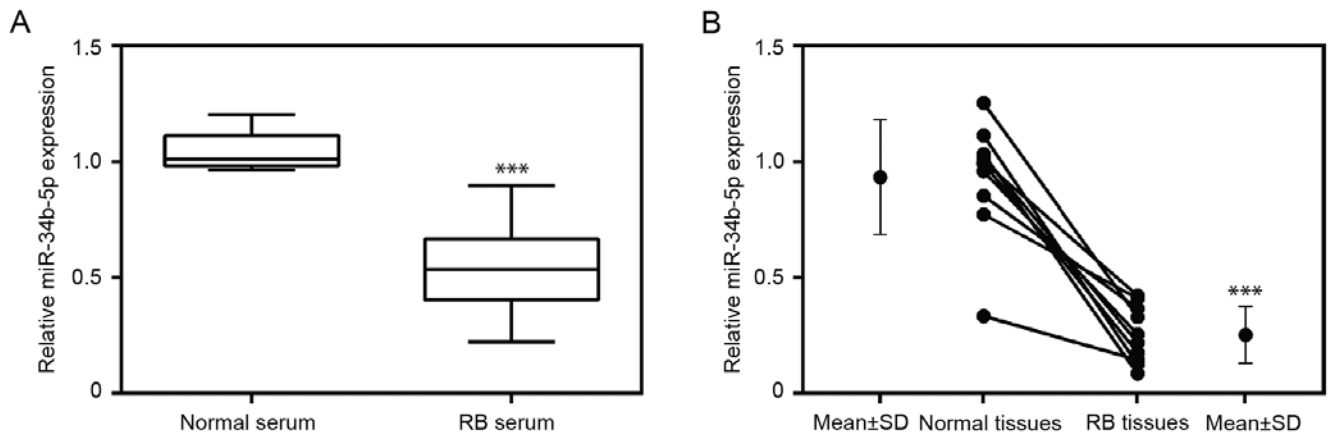 A
Relative miR-34b-5p expression
1.5
1.0
0.5
0
***
Normal serum
RB serum
B
Relative miR-34b-5p expression
1.5
1.0
0.5
0
***
Mean±SD
Normal tissues
RB tissues
Mean±SD